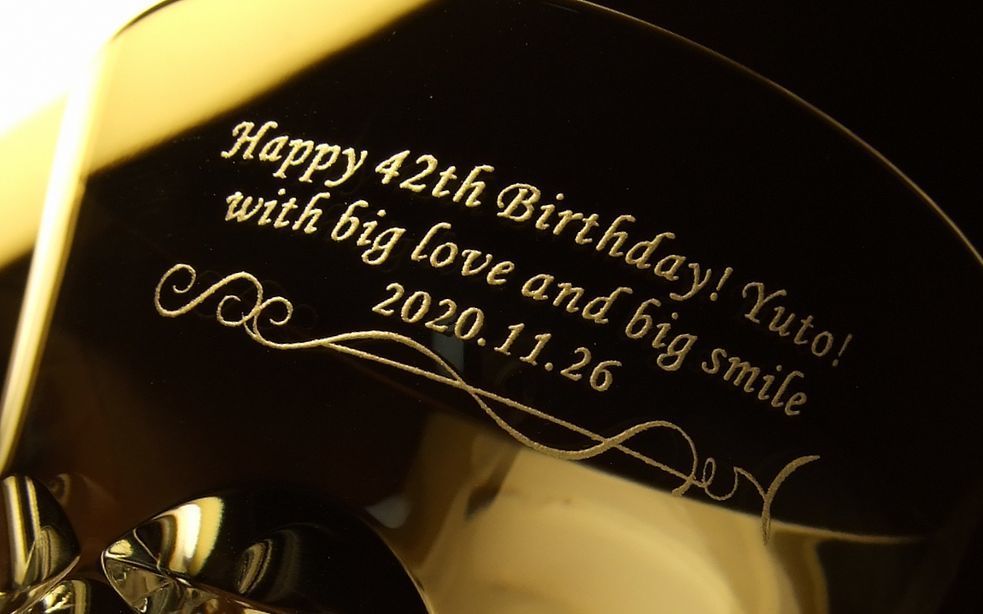 Happy 42th Birthday! Yuto!
with big love and big smile
2020.11.26